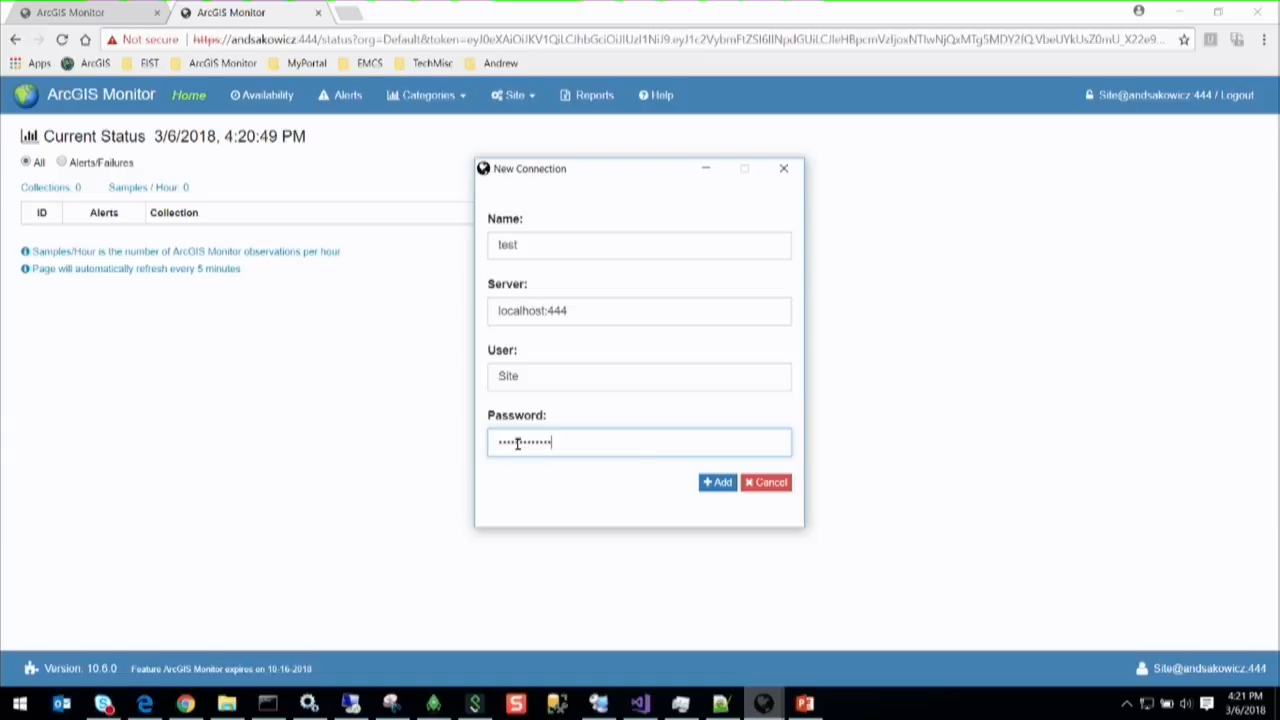 ArcGIS Monitor
ArcGIS Monitor
Not secure
https://andsakowicz:444/status?org=Default&token=
Apps
ArcGIS
EIST
ArcGIS Monitor
MyPortal
EMCS
TechMisc
Andrew
ArcGIS Monitor
Home
Availability
Alerts
Categories
Site
Reports
Help
Site@andsakowicz:444 / Logout
Current Status 3/6/2018, 4:20:49 PM
All
Alerts/Failures
Collections: 0
Samples / Hour: 0
ID
Alerts
Collection
Samples/Hour is the number of ArcGIS Monitor observations per hour
Page will automatically refresh every 5 minutes
New Connection
Name:
test
Server:
localhost:444
User:
Site
Password:
Add
Cancel
Version: 10.6.0
Feature ArcGIS Monitor expires on 10-16-2018
Site@andsakowicz:444
4:21 PM
3/6/2018